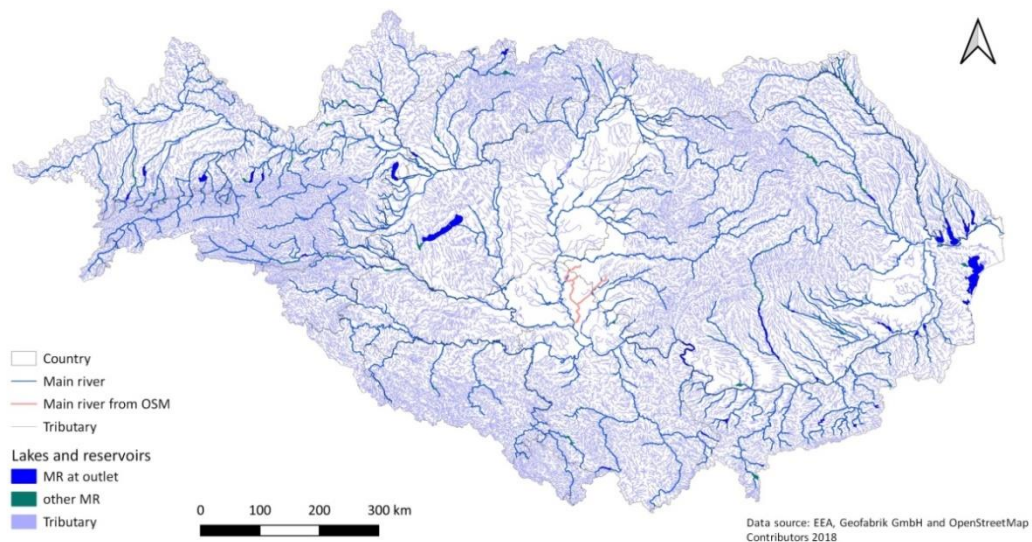 Country
Main river
Main river from OSM
Tributary
Lakes and reservoirs
MR at outlet
other MR
Tributary
0 100 200 300 km
Data source: EEA, Geofabrik GmbH and OpenStreetMap
Contributors 2018